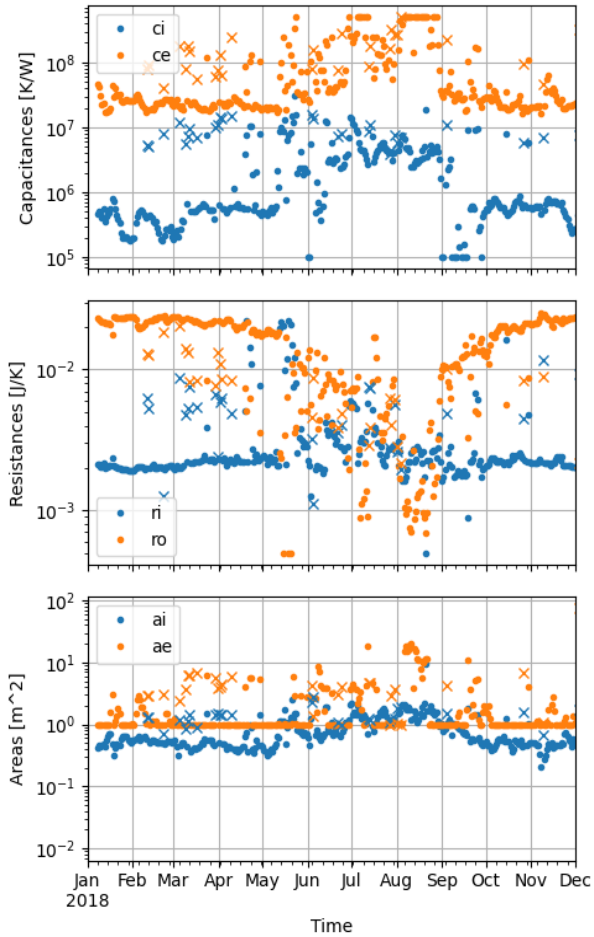 Capacitances [K/W]
10^8
10^7
10^6
10^5
ci
ce
Resistances [J/K]
10^-2
10^-3
ri
ro
Areas [m^2]
10^2
10^1
10^0
10^-1
10^-2
ai
ae
Jan Feb Mar Apr May Jun Jul Aug Sep Oct Nov Dec
2018
Time